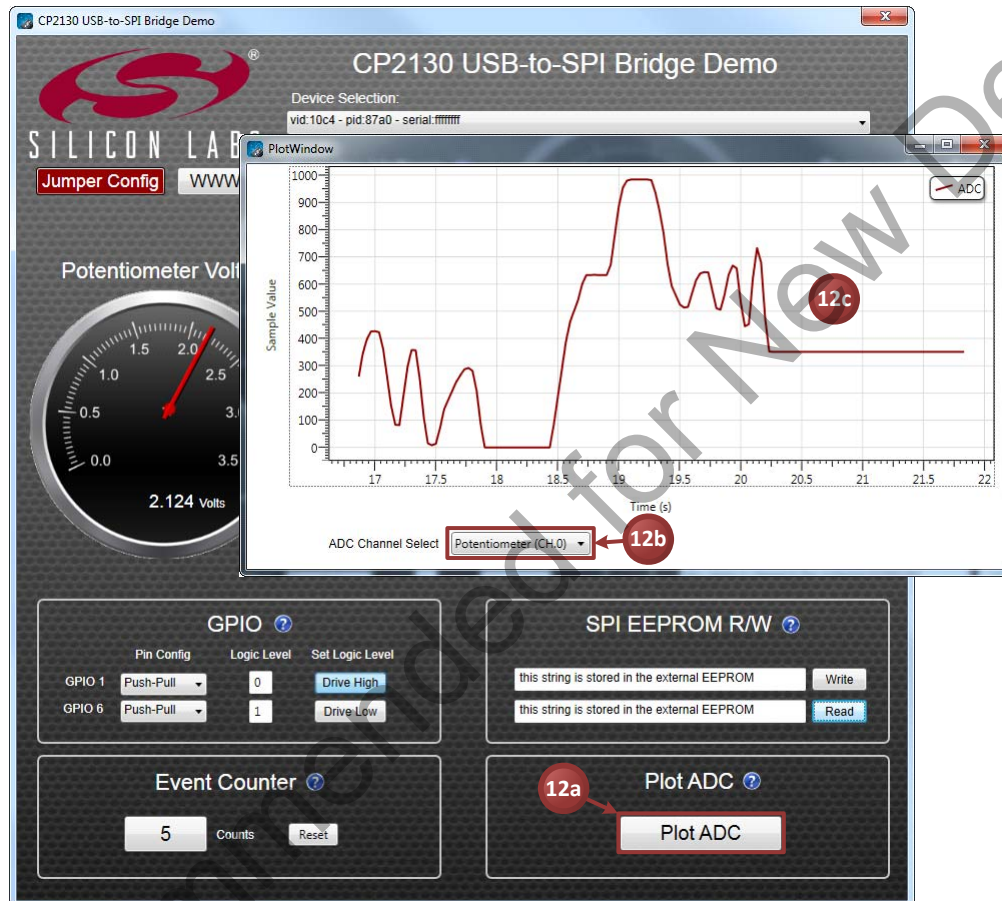 CP2130 USB-to-SPI Bridge Demo
CP2130 USB-to-SPI Bridge Demo
Device Selection:
vid:10c4 - pid:87a0 - serial:ffffffff
SILICON LABS
Jumper Config
WWW
PlotWindow
ADC
Sample Value
1000
900
800
700
600
500
400
300
200
100
0
17
17.5
18
18.5
19
19.5
20
20.5
21
21.5
22
Time (s)
12c
ADC Channel Select
Potentiometer (CH.0)
12b
Potentiometer Volt
0.0
0.5
1.0
1.5
2.0
2.5
3.
3.5
2.124 Volts
GPIO ?
Pin Config Logic Level Set Logic Level
GPIO 1 Push-Pull 0 Drive High
GPIO 6 Push-Pull 1 Drive Low
SPI EEPROM R/W ?
this string is stored in the external EEPROM Write
this string is stored in the external EEPROM Read
Event Counter ?
5 Counts Reset
12a
Plot ADC ?
Plot ADC
for New